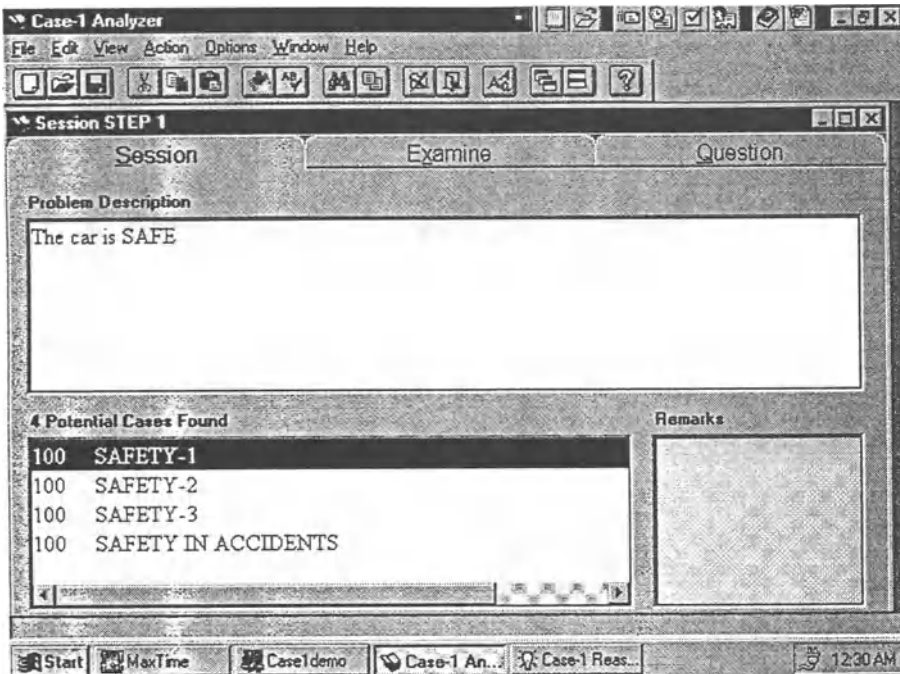 Case-1 Analyzer
File Edit View Action Options Window Help
Session STEP 1
Session Examine Question
Problem Description
The car is SAFE
4 Potential Cases Found Remarks
100 SAFETY-1
100 SAFETY-2
100 SAFETY-3
100 SAFETY IN ACCIDENTS
Start MaxTime Case1demo Case-1 An... Case-1 Reas... 12:30 AM